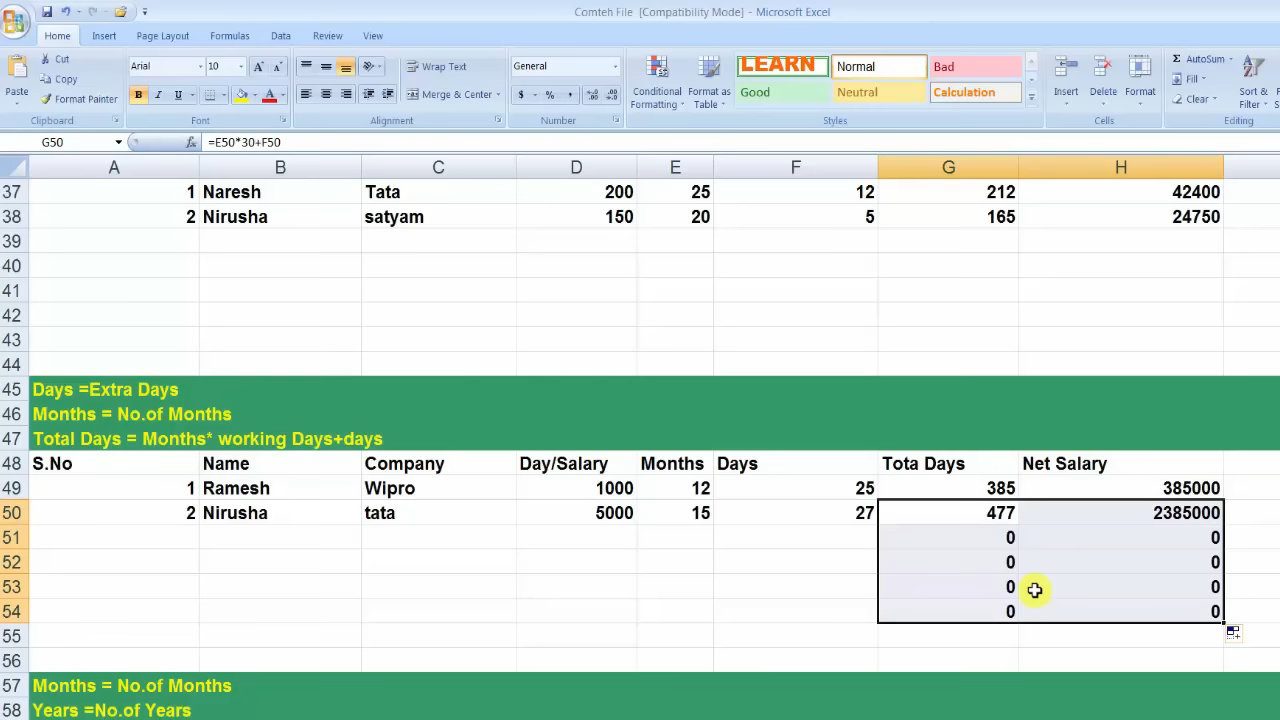 Comteh File [Compatibility Mode] - Microsoft Excel
Home Insert Page Layout Formulas Data Review View
Paste Cut Copy Format Painter Clipboard
Arial 10 A A B I U A Font
Wrap Text Merge & Center Alignment
General $ % , Number
Conditional Formatting Format as Table LEARN Normal Bad Good Neutral Calculation Styles
Insert Delete Format Cells
Σ AutoSum Fill Clear Sort & Filter Editing
G50 fx =E50*30+F50
A B C D E F G H
37 1 Naresh Tata 200 25 12 212 42400
38 2 Nirusha satyam 150 20 5 165 24750
39
40
41
42
43
44
45 Days =Extra Days
46 Months = No.of Months
47 Total Days = Months* working Days+days
48 S.No Name Company Day/Salary Months Days Tota Days Net Salary
49 1 Ramesh Wipro 1000 12 25 385 385000
50 2 Nirusha tata 5000 15 27 477 2385000
51 0 0
52 0 0
53 0 0
54 0 0
55
56
57 Months = No.of Months
58 Years =No.of Years